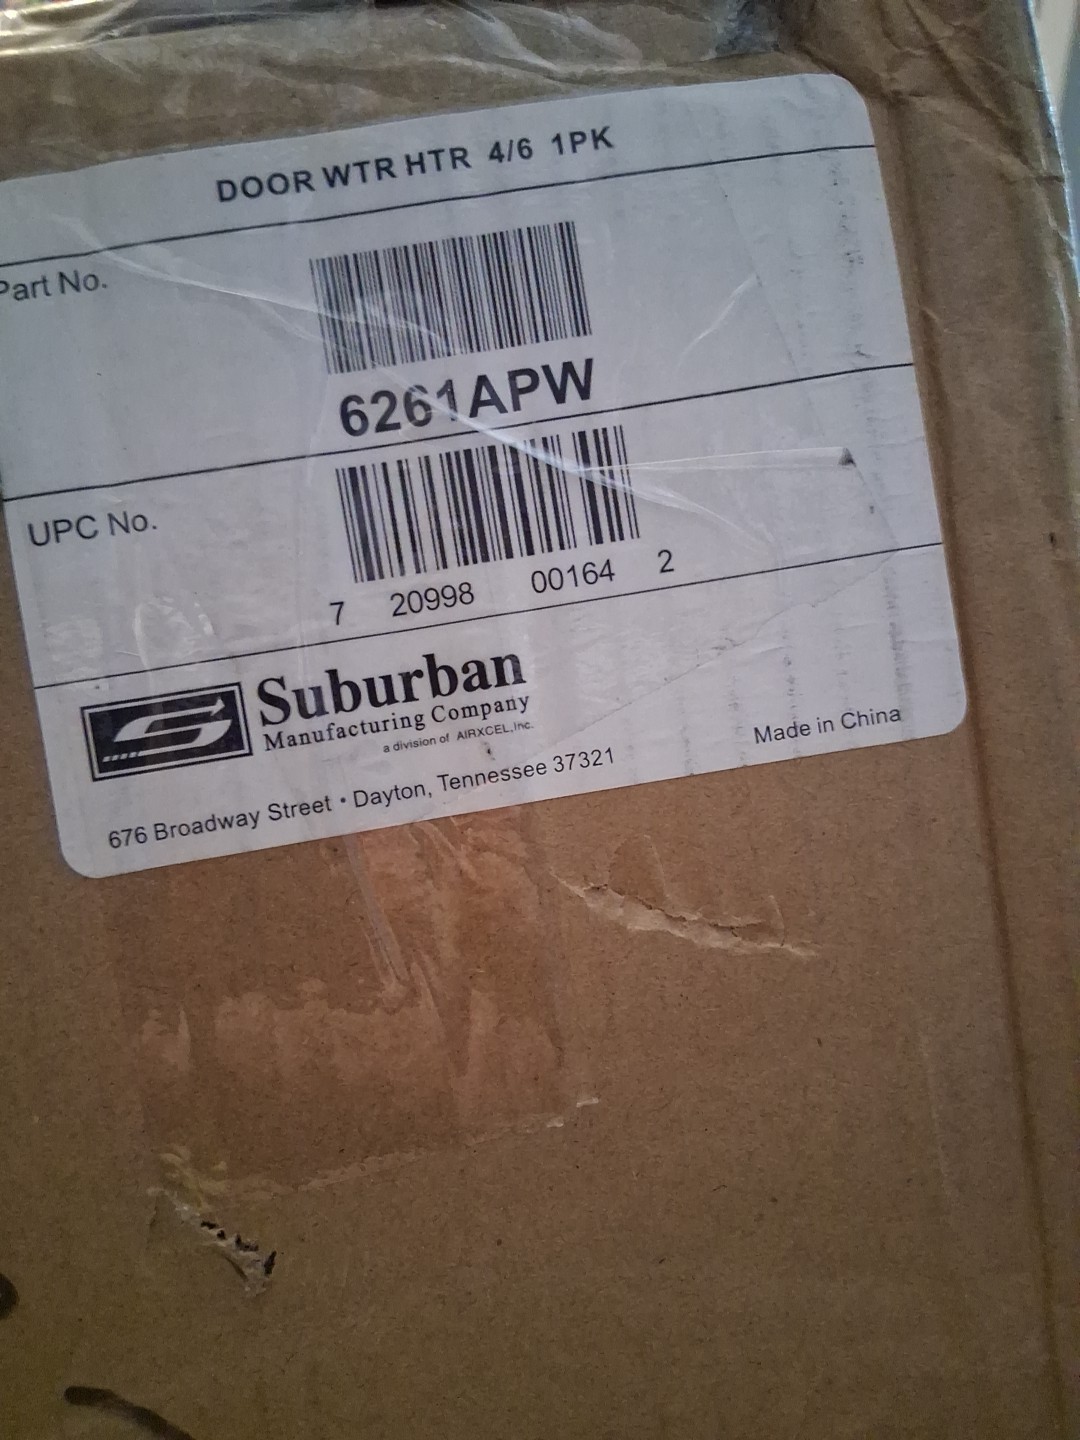 DOOR WTR HTR 4/6 1PK
Part No.
6261APW
UPC No.
7 20998 00164 2
Suburban
Manufacturing Company
a division of AIRXCEL, Inc.
676 Broadway Street • Dayton, Tennessee 37321
Made in China